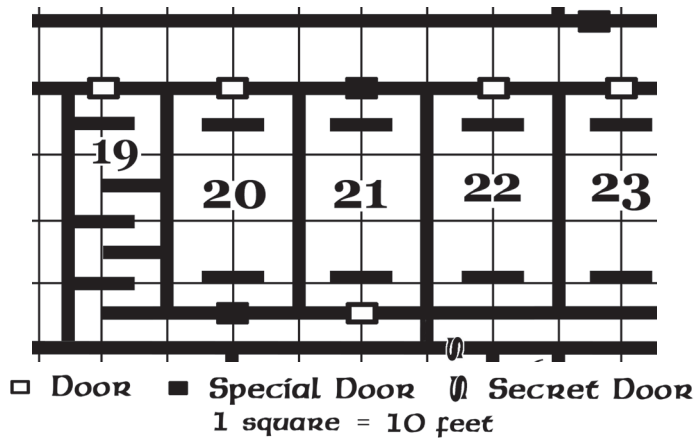 19
20 21 22 23
S
Door Special Door S Secret Door
1 square = 10 feet